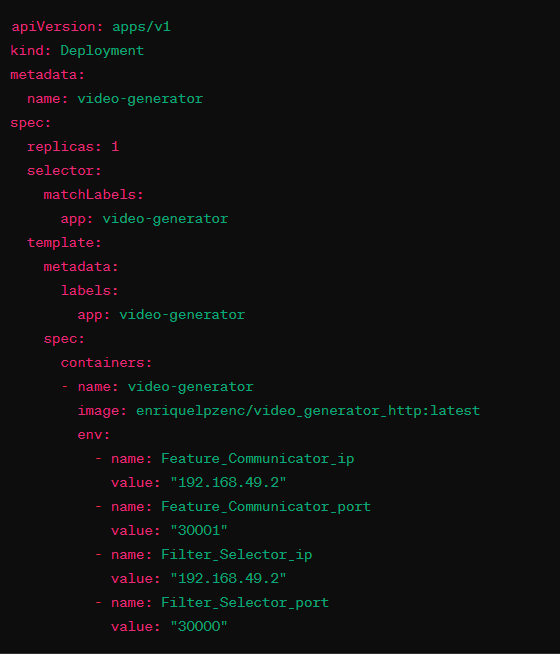 apiVersion: apps/v1
kind: Deployment
metadata:
  name: video-generator
spec:
  replicas: 1
  selector:
    matchLabels:
      app: video-generator
  template:
    metadata:
      labels:
        app: video-generator
    spec:
      containers:
      - name: video-generator
        image: enriquelpzenc/video_generator_http:latest
        env:
          - name: Feature_Communicator_ip
            value: "192.168.49.2"
          - name: Feature_Communicator_port
            value: "30001"
          - name: Filter_Selector_ip
            value: "192.168.49.2"
          - name: Filter_Selector_port
            value: "30000"